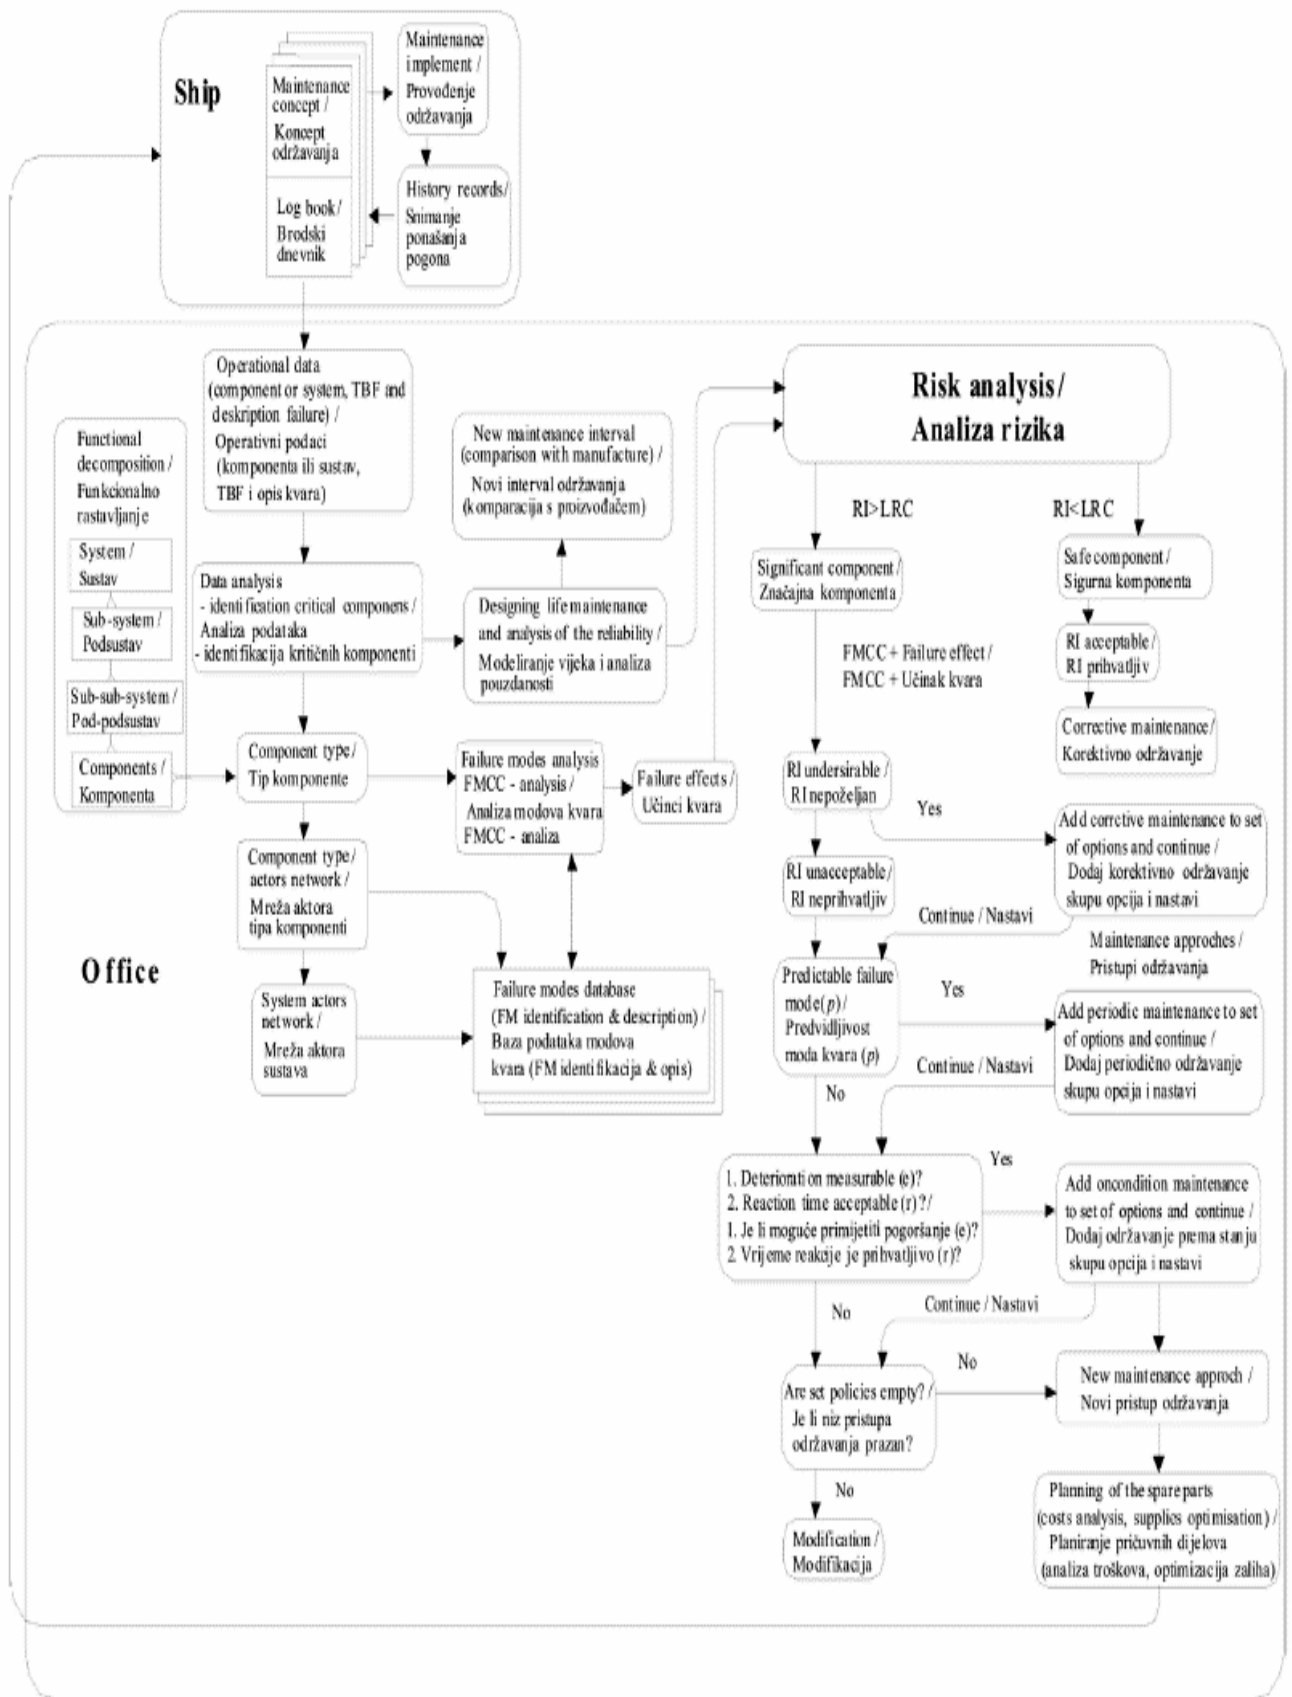 Ship
Maintenance
concept /
Koncept
održavanja
Log book /
Brodski
dnevnik
Maintenance
implement /
Provođenje
održavanja
History records/
Snimanje
ponašanja
pogona
Office
Functional
decomposition /
Funkcionalno
rastavljanje
System /
Sustav
Sub-system /
Podsustav
Sub-sub-system /
Pod-podsustav
Components /
Komponenta
Operational data
(component or system, TBF and
deskription failure) /
Operativni podaci
(komponenta ili sustav,
TBF i opis kvara)
Data analysis
- identification critical componens /
Analiza podataka
- identifikacija kritičnih komponenti
New maintenance interval
(comparison with manufacture) /
Novi interval održavanja
(komparacija s proizvođačem)
Designing life maintenance
and analysis of the reliability /
Modeliranje vijeka i analiza
pouzdanosti
Component type /
Tip komponente
Failure modes analysis
FMCC - analysis /
Analiza modova kvara
FMCC - analiza
Failure effects /
Učinci kvara
Component type /
actors network /
Mreža aktora
tipa komponenti
System actors
network /
Mreža aktora
sustava
Failure modes database
(FM identification & description) /
Baza podataka modova
kvara (FM identifikacija & opis)
Risk analysis /
Analiza rizika
RI>LRC
RI<LRC
Significant component /
Značajna komponenta
Safe component /
Sigurna komponenta
FMCC + Failure effect /
FMCC + Učinak kvara
RI acceptable /
RI prihvatljiv
Corrective maintenance /
Korektivno održavanje
RI undersirable /
RI nepoželjan
Yes
Add corrctive maintenance to set
of options and continue /
Dodaj korektivno održavanje
skupu opcija i nastavi
RI unacceptable /
RI neprihvatljiv
Continue / Nastavi
Maintenance approches /
Pristupi održavanja
Predictable failure
mode(p) /
Predvidljivost
moda kvara (p)
Yes
Add periodic maintenance to set
of options and continue /
Dodaj periodično održavanje
skupu opcija i nastavi
Continue / Nastavi
No
1. Deterioration measurable (e)?
2. Reaction time acceptable (r)?/
1. Je li moguće primijetiti pogoršanje (e)?
2. Vrijeme reakcije je prihvatljivo (r)?
Yes
Add oncondition maintenance
to set of options and continue /
Dodaj održavanje prema stanju
skupu opcija i nastavi
No
Continue / Nastavi
Are set policies empty? /
Je li niz pristupa
održavanja prazan?
No
New maintenance approch /
Novi pristup održavanja
No
Modification /
Modifikacija
Planning of the spare parts
(costs analysis, supplies optimisation) /
Planiranje pričuvnih dijelova
(analiza troškova, optimizacija zaliha)